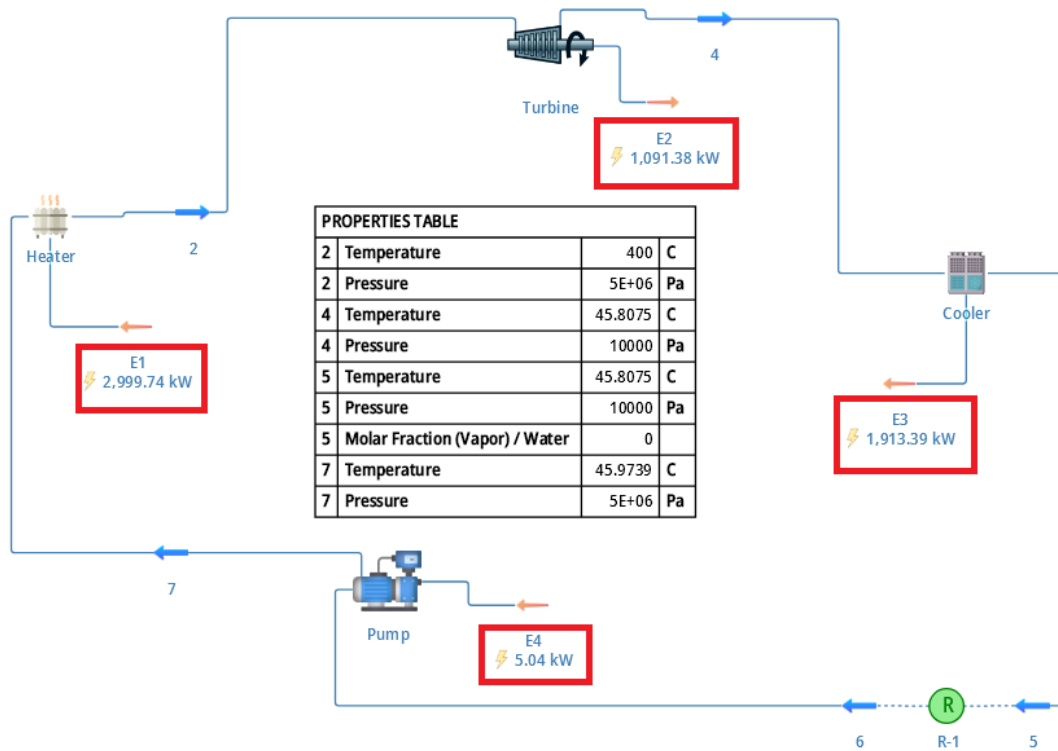 4
Turbine
E2
1,091.38 kW
2
Heater
E1
2,999.74 kW
PROPERTIES TABLE
2 Temperature 400 C
2 Pressure 5E+06 Pa
4 Temperature 45.8075 C
4 Pressure 10000 Pa
5 Temperature 45.8075 C
5 Pressure 10000 Pa
5 Molar Fraction (Vapor) / Water 0
7 Temperature 45.9739 C
7 Pressure 5E+06 Pa
Cooler
E3
1,913.39 kW
7
Pump
E4
5.04 kW
R
6
R-1
5